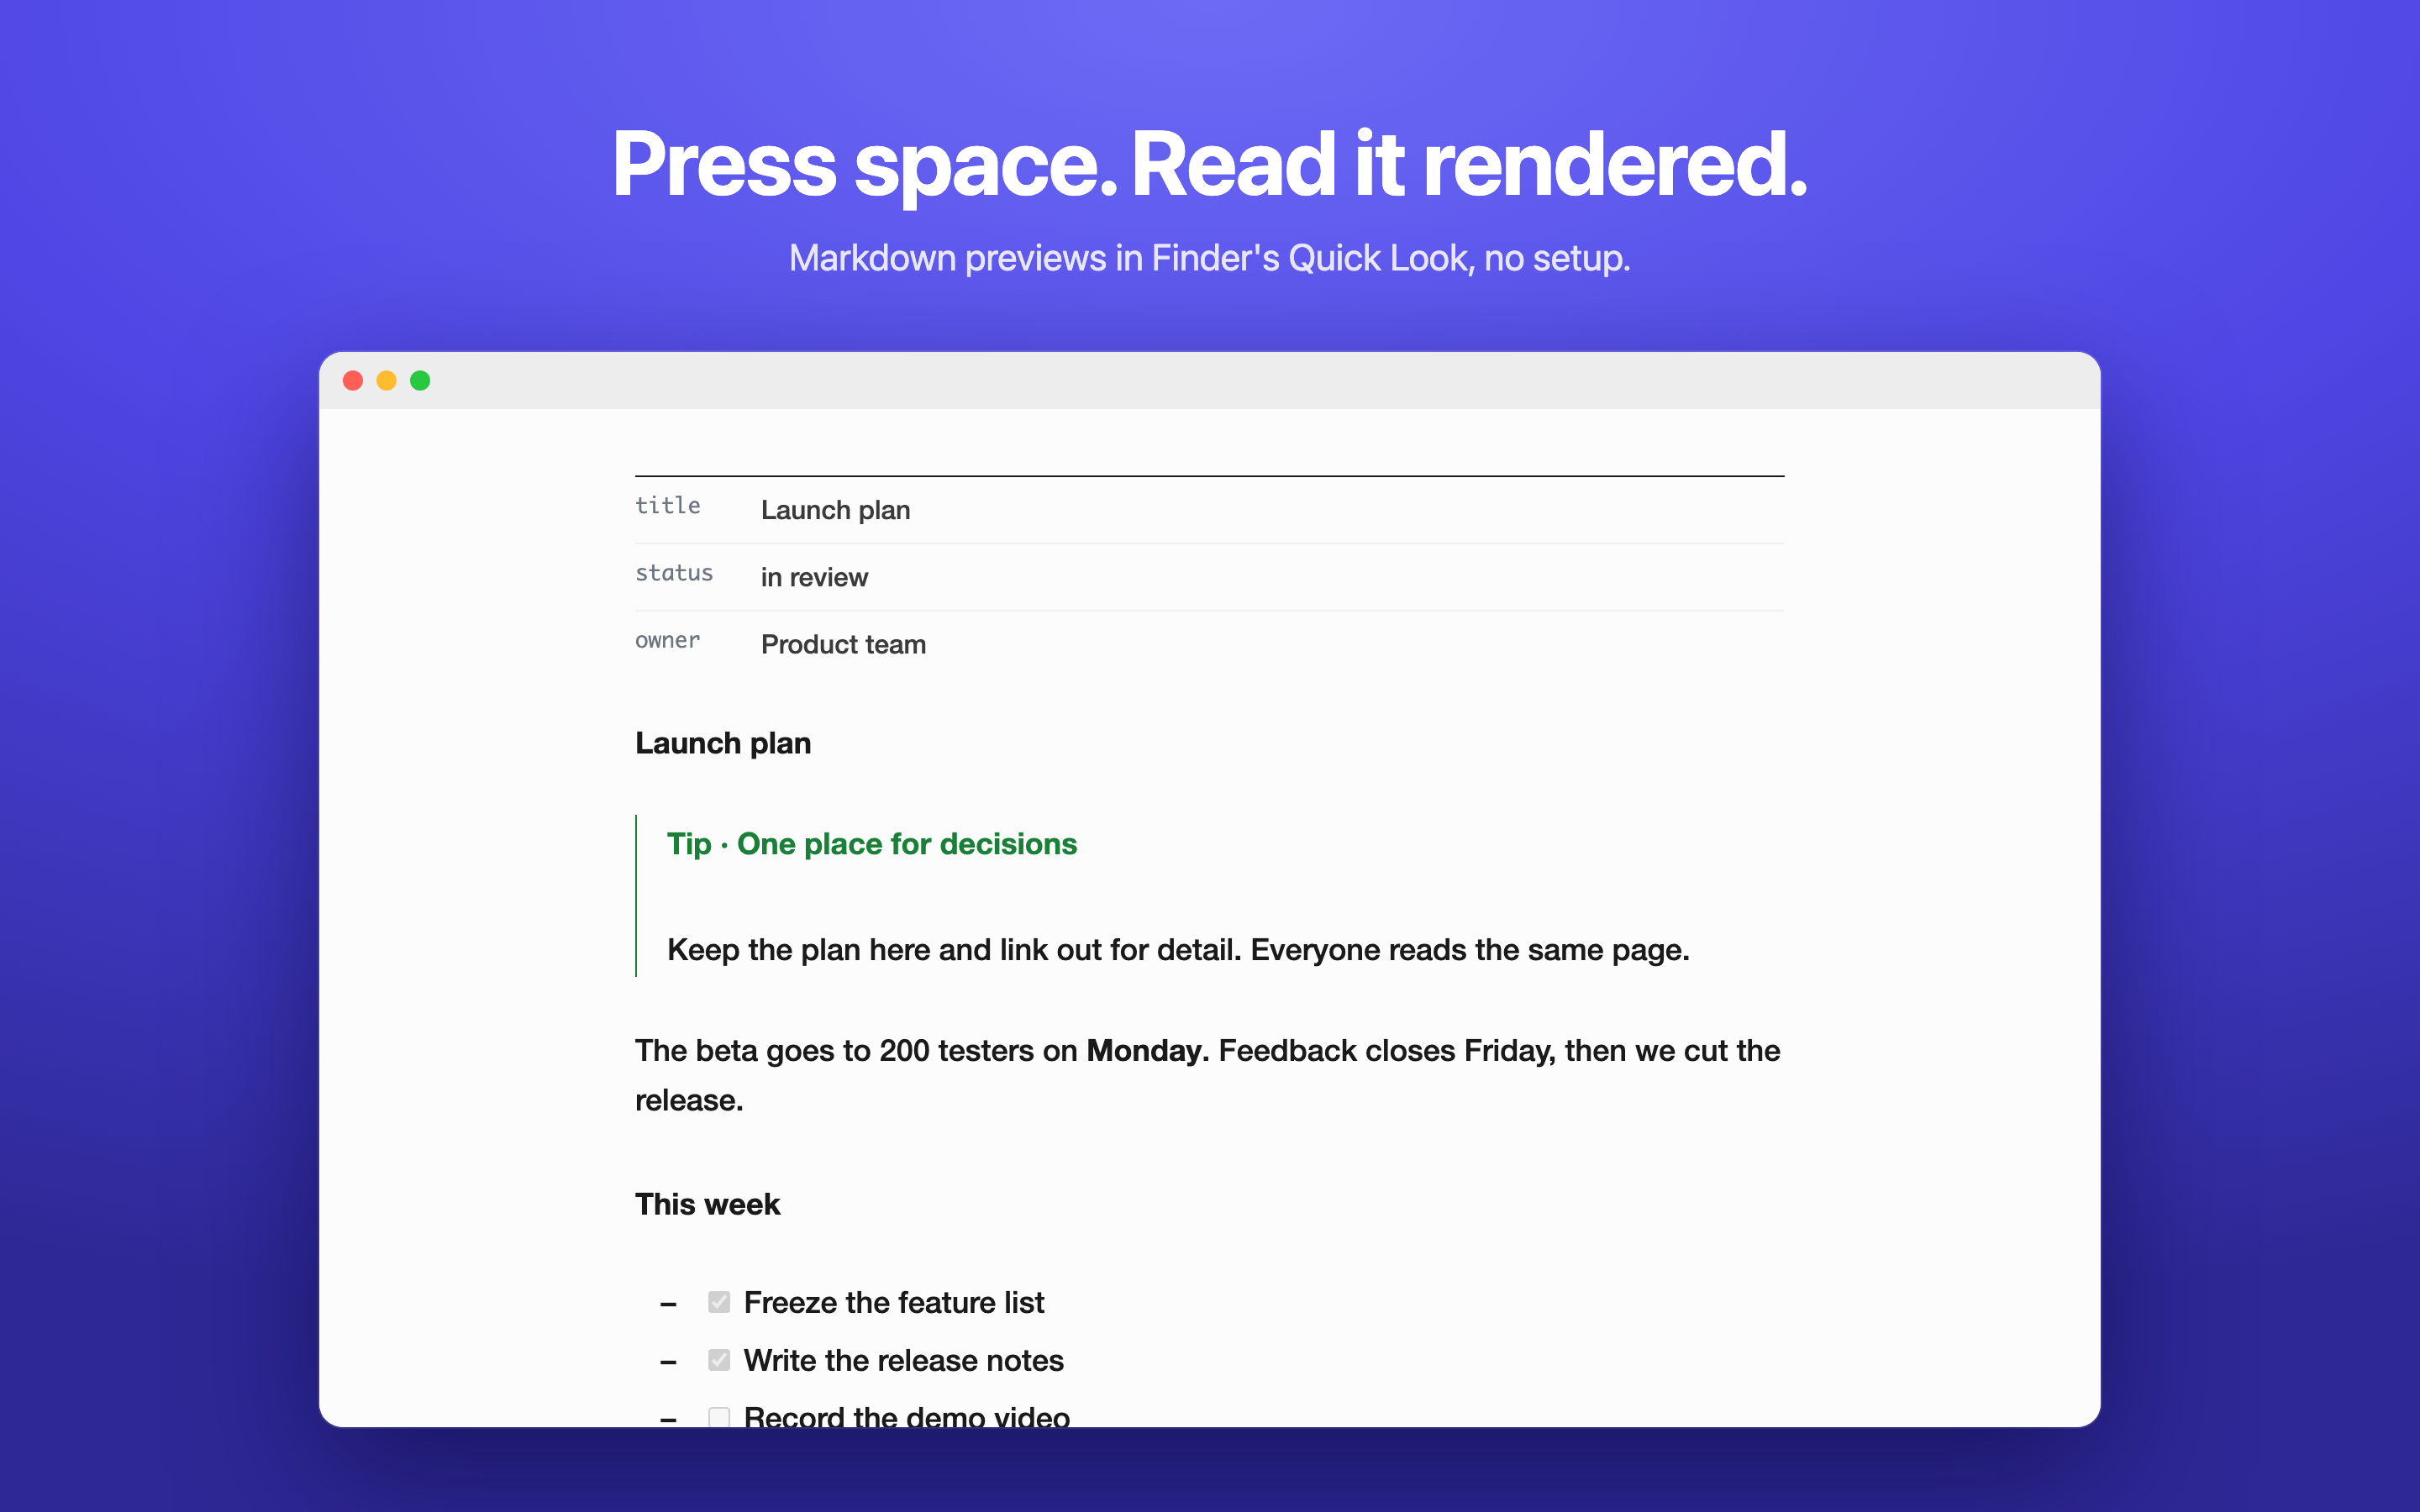 Press space. Read it rendered.
Markdown previews in Finder's Quick Look, no setup.
title Launch plan
status in review
owner Product team
Launch plan
Tip · One place for decisions
Keep the plan here and link out for detail. Everyone reads the same page.
The beta goes to 200 testers on Monday. Feedback closes Friday, then we cut the
release.
This week
– Freeze the feature list
– Write the release notes
– Record the demo video